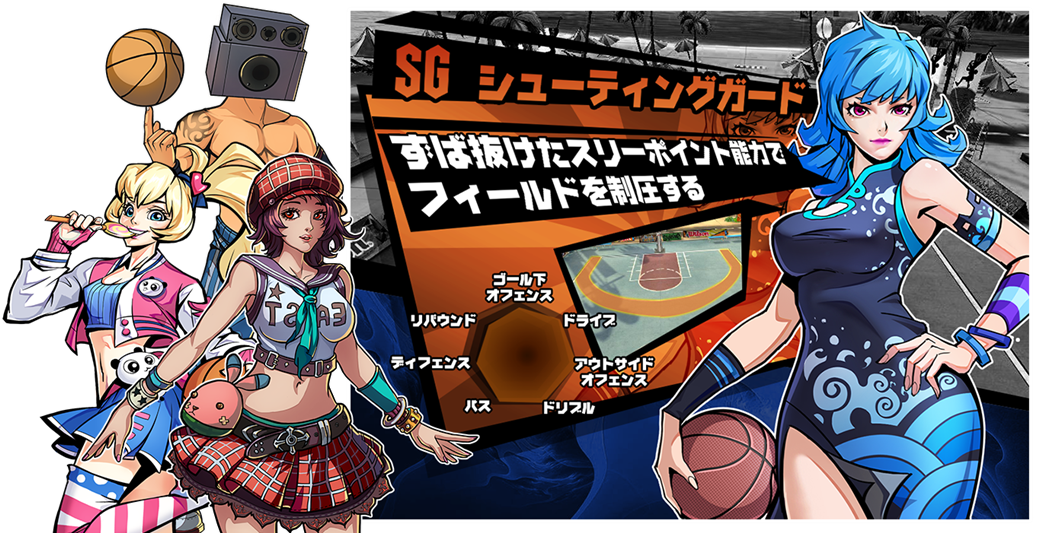 SG シューティングガード
ずば抜けたスリーポイント能力で
フィールドを制圧する
ゴール下
オフェンス
リバウンド
ドライブ
ディフェンス
アウトサイド
オフェンス
パス
ドリブル
EAST